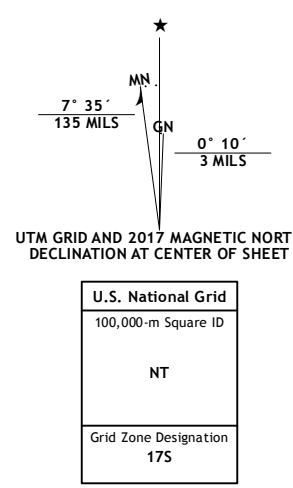 MN
7° 35´
135 MILS
GN
0° 10´
3 MILS
UTM GRID AND 2017 MAGNETIC NORT
DECLINATION AT CENTER OF SHEET
U.S. National Grid
100,000-m Square ID
NT
Grid Zone Designation
17S